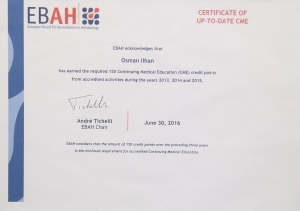 EBAH
European Board for Accreditation in Hematology
CERTIFICATE OF
UP-TO-DATE CME
EBAH acknowledges that
Osman Ilhan
has earned the required 150 Continuing Medical Education (CME) credit points
from accredited activities during the years 2013, 2014 and 2015.
André Tichelli
EBAH Chair
June 30, 2016
EBAH considers that the amount of 150 credit points over the preceding three years
is the minimum requirement for accredited Continuing Medical Education.